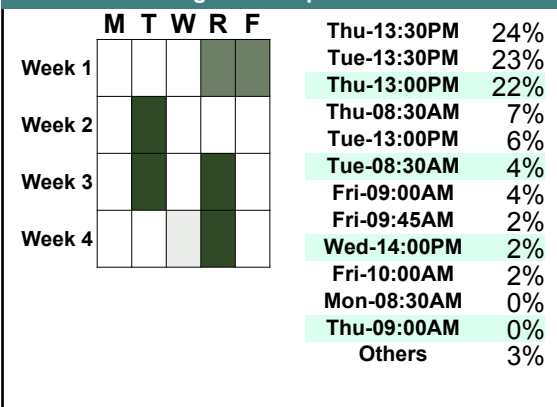 M T W R F
Week 1
Week 2
Week 3
Week 4
Thu-13:30PM 24%
Tue-13:30PM 23%
Thu-13:00PM 22%
Thu-08:30AM 7%
Tue-13:00PM 6%
Tue-08:30AM 4%
Fri-09:00AM 4%
Fri-09:45AM 2%
Wed-14:00PM 2%
Fri-10:00AM 2%
Mon-08:30AM 0%
Thu-09:00AM 0%
Others 3%